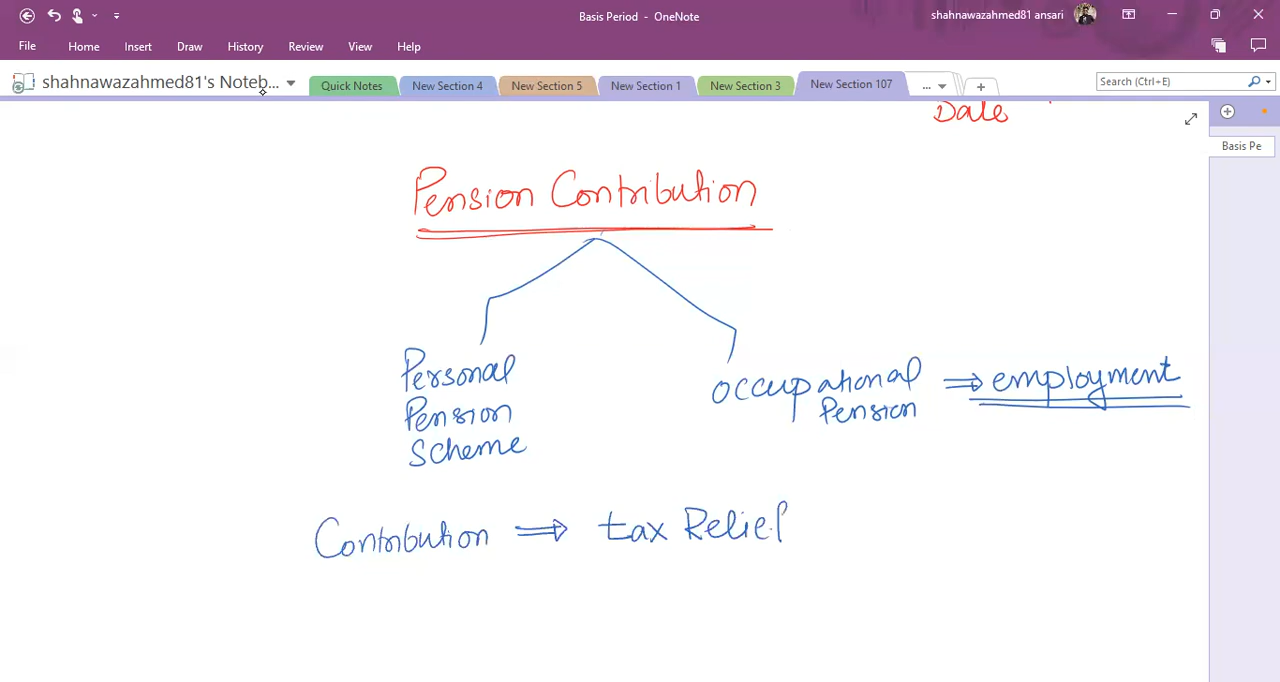 Basis Period - OneNote
shahnawazahmed81 ansari
File Home Insert Draw History Review View Help
shahnawazahmed81's Noteb...
Quick Notes
New Section 4
New Section 5
New Section 1
New Section 3
New Section 107
...
Search (Ctrl+E)
Basis Pe
Date
Pension Contribution
Personal
Pension
Scheme
Occupational
Pension
⇒ employment
Contribution ⇒ tax Relief